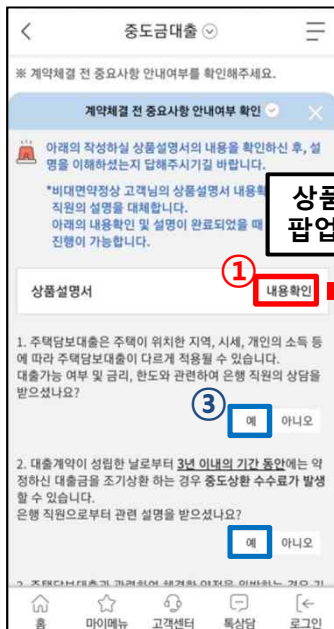 중도금대출
※ 계약체결 전 중요사항 안내여부를 확인해주세요.
계약체결 전 중요사항 안내여부 확인
아래의 작성하실 상품설명서의 내용을 확인하신 후, 설
명을 이해하셨는지 답해주시기길 바랍니다.
*비대면약정상 고객님의 상품설명서 내용확
직원의 설명을 대체합니다.
아래의 내용확인 및 설명이 완료되었을 때
진행이 가능합니다.
상품
팝업
①
상품설명서
내용확인
1. 주택담보대출은 주택이 위치한 지역, 시세, 개인의 소득 등
에 따라 주택담보대출이 다르게 적용될 수 있습니다.
대출가능 여부 및 금리, 한도와 관련하여 은행 직원의 상담을
받으셨나요?
③
예 아니오
2. 대출계약이 성립한 날로부터 3년 이내의 기간 동안에는 약
정하신 대출금을 조기상환 하는 경우 중도상환 수수료가 발생
할 수 있습니다.
은행 직원으로부터 관련 설명을 받으셨나요?
예 아니오
홈 마이메뉴 고객센터 톡상담 로그인